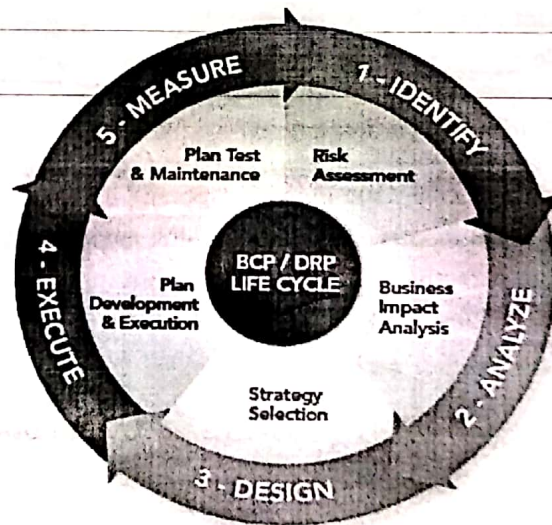 1 - IDENTIFY
Risk
Assessment
2 - ANALYZE
Business
Impact
Analysis
3 - DESIGN
Strategy
Selection
4 - EXECUTE
Plan
Development
& Execution
5 - MEASURE
Plan Test
& Maintenance
BCP / DRP
LIFE CYCLE